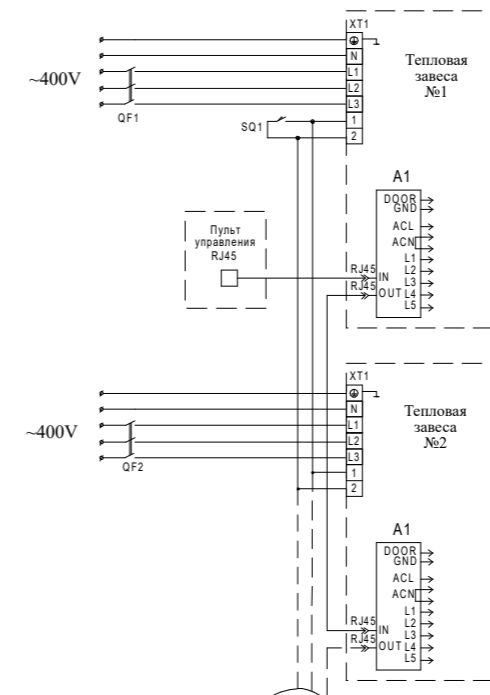 XT1
N
L1
L2
L3
1
2
~400V
QF1
SQ1
Тепловая
завеса
№1
A1
DOOR
GND
ACL
ACN
L1
L2
L3
L4
L5
IN
OUT
RJ45
RJ45
Пульт
управления
RJ45
XT1
N
L1
L2
L3
1
2
~400V
QF2
Тепловая
завеса
№2
A1
DOOR
GND
ACL
ACN
L1
L2
L3
L4
L5
IN
OUT
RJ45
RJ45